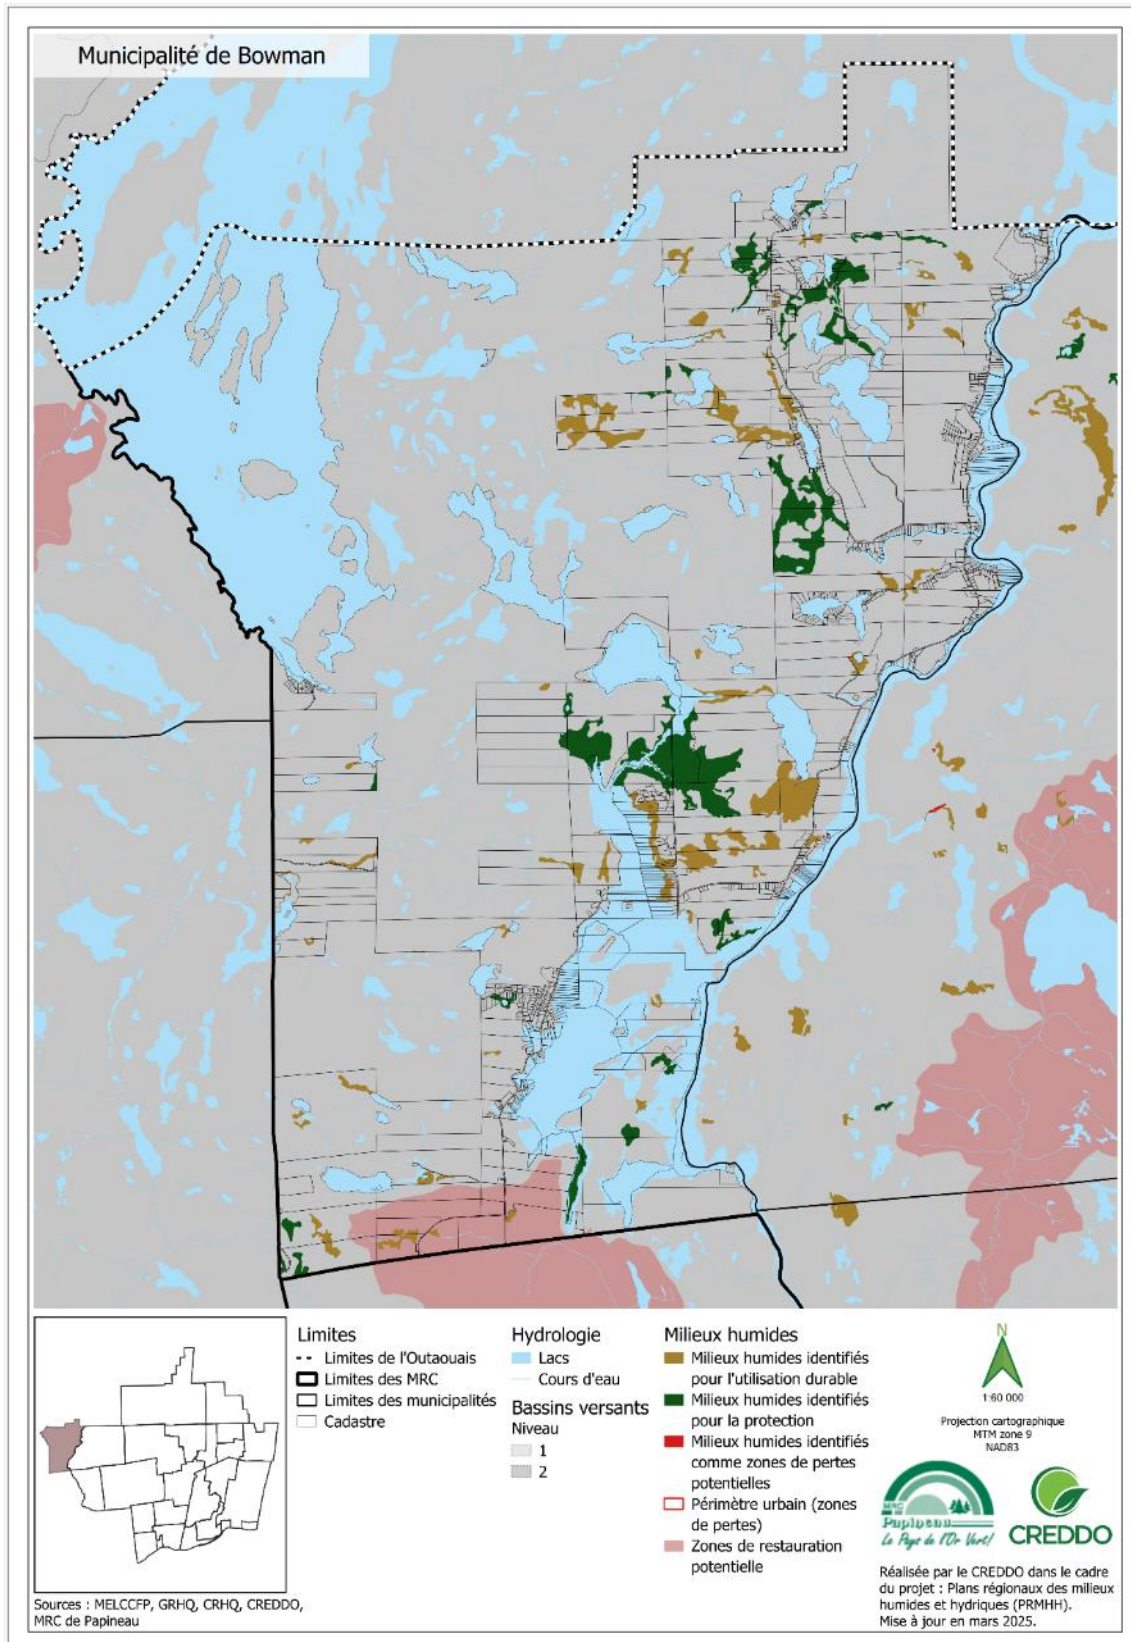 Municipalité de Bowman
Limites
Limites de l'Outaouais
Limites des MRC
Limites des municipalités
Cadastre
Hydrologie
Lacs
Cours d'eau
Bassins versants
Niveau
1
2
Milieux humides
Milieux humides identifiés
pour l'utilisation durable
Milieux humides identifiés
pour la protection
Milieux humides identifiés
comme zones de pertes
potentielles
Périmètre urbain (zones
de pertes)
Zones de restauration
potentielle
N
1:60 000
Projection cartographique
MTM zone 9
NAD83
MRC
Papineau
Le Pays de l'Or Vert!
CREDDO
Réalisée par le CREDDO dans le cadre
du projet : Plans régionaux des milieux
humides et hydriques (PRMHH).
Mise à jour en mars 2025.
Sources : MELCCFP, GRHQ, CRHQ, CREDDO,
MRC de Papineau